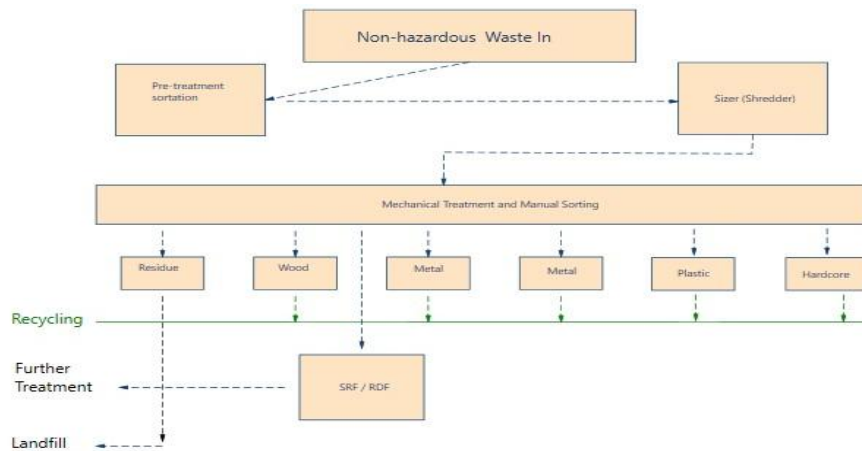 Non-hazardous Waste In
Pre-treatment
sortation
Sizer (Shredder)
Mechanical Treatment and Manual Sorting
Residue
Wood
Metal
Metal
Plastic
Hardcore
Recycling
Further
Treatment
SRF / RDF
Landfill